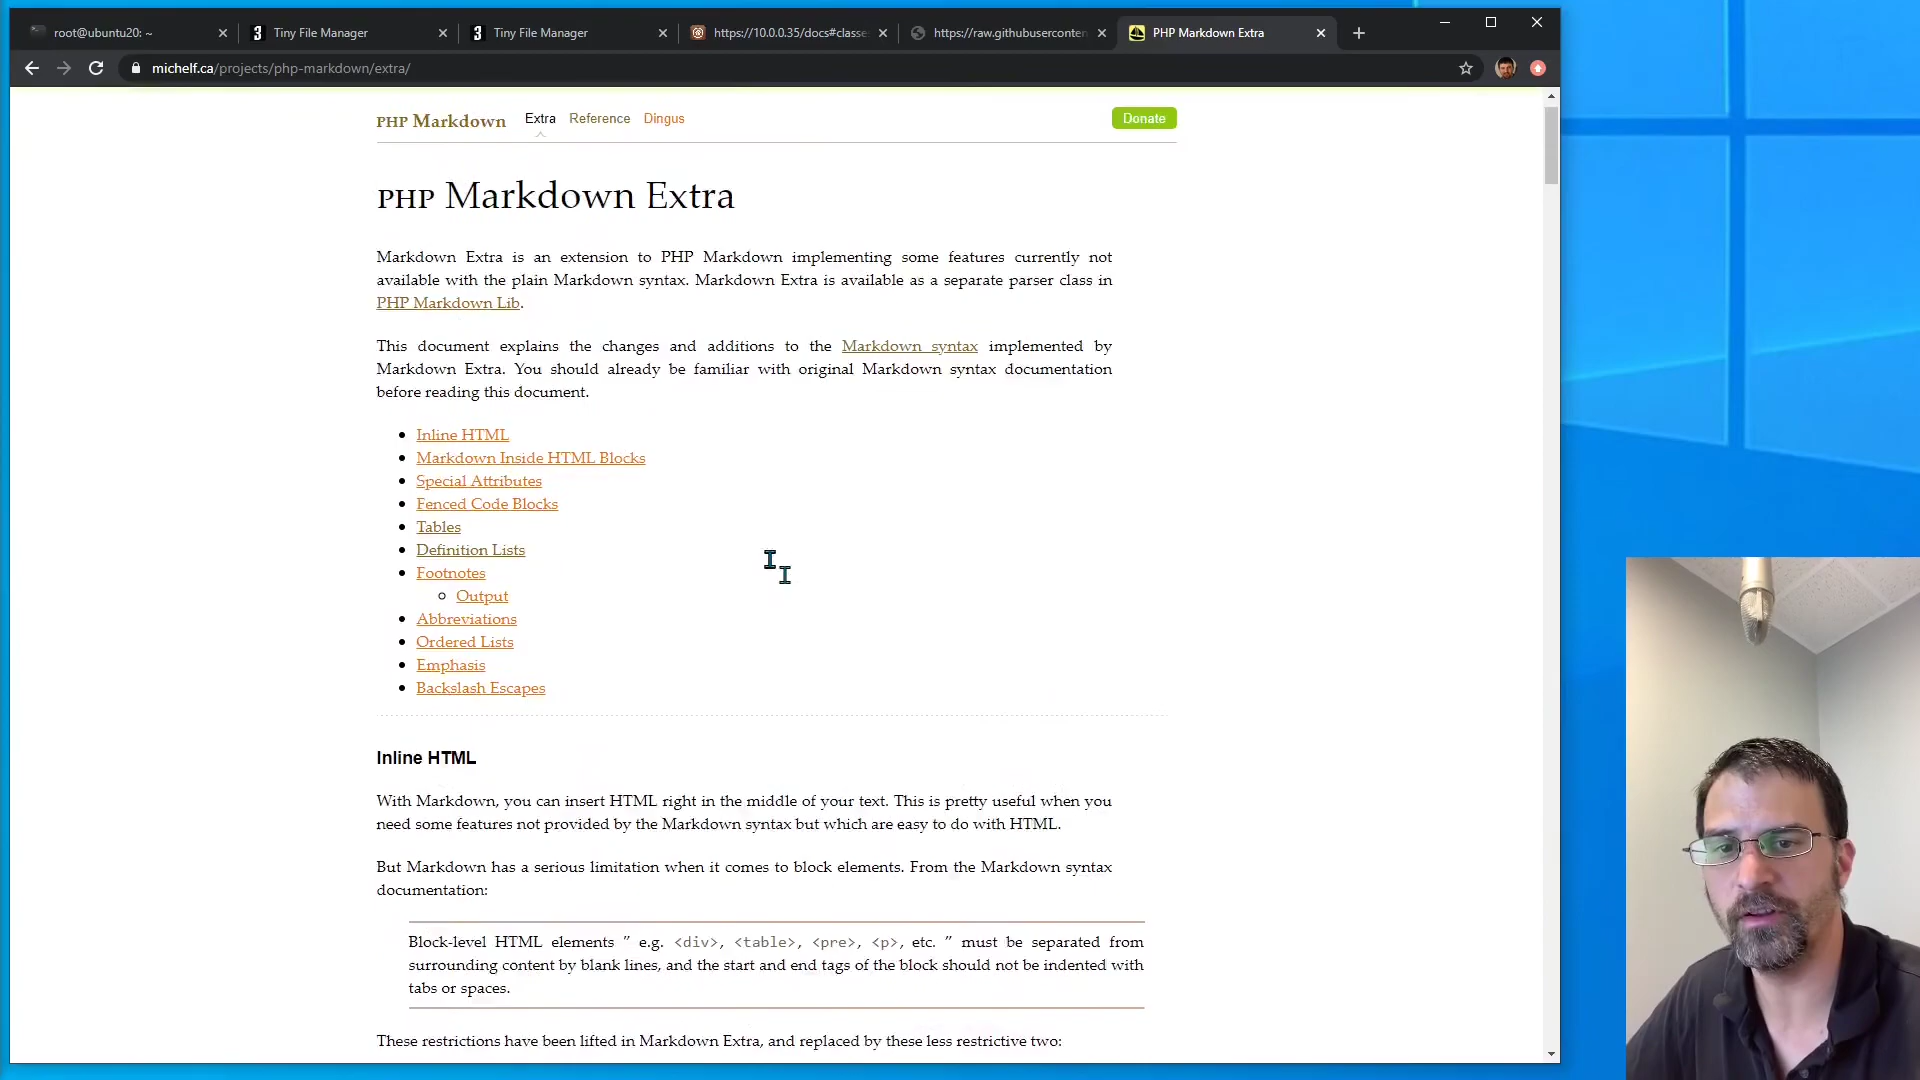 root@ubuntu20: ~
Tiny File Manager
Tiny File Manager
https://10.0.0.35/docs#classe
https://raw.githubuserconten
PHP Markdown Extra
michelf.ca/projects/php-markdown/extra/
PHP Markdown Extra Reference Dingus Donate
PHP Markdown Extra
Markdown Extra is an extension to PHP Markdown implementing some features currently not
available with the plain Markdown syntax. Markdown Extra is available as a separate parser class in
PHP Markdown Lib.
This document explains the changes and additions to the Markdown syntax implemented by
Markdown Extra. You should already be familiar with original Markdown syntax documentation
before reading this document.
Inline HTML
Markdown Inside HTML Blocks
Special Attributes
Fenced Code Blocks
Tables
Definition Lists
Footnotes
Output
Abbreviations
Ordered Lists
Emphasis
Backslash Escapes
Inline HTML
With Markdown, you can insert HTML right in the middle of your text. This is pretty useful when you
need some features not provided by the Markdown syntax but which are easy to do with HTML.
But Markdown has a serious limitation when it comes to block elements. From the Markdown syntax
documentation:
Block-level HTML elements ” e.g. <div>, <table>, <pre>, <p>, etc. ” must be separated from
surrounding content by blank lines, and the start and end tags of the block should not be indented with
tabs or spaces.
These restrictions have been lifted in Markdown Extra, and replaced by these less restrictive two: